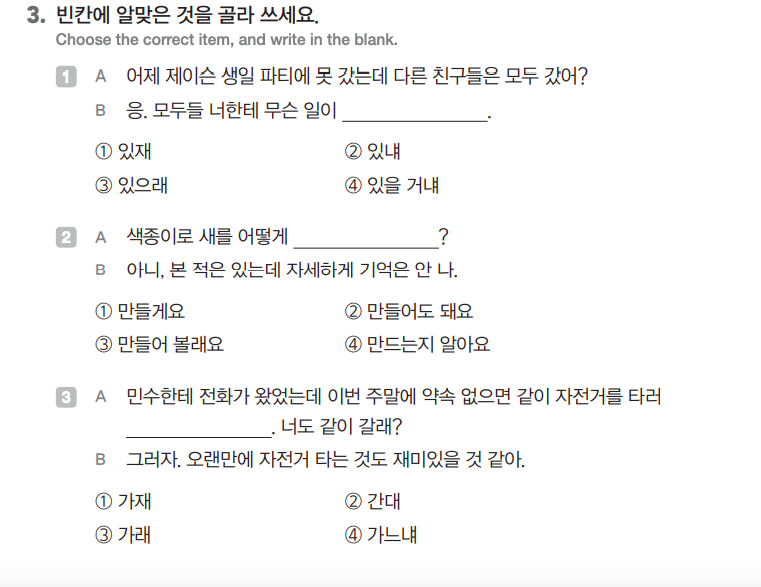 3. 빈칸에 알맞은 것을 골라 쓰세요.
Choose the correct item, and write in the blank.
1 A 어제 제이슨 생일 파티에 못 갔는데 다른 친구들은 모두 갔어?
B 응. 모두들 너한테 무슨 일이 _______________.
① 있재 ② 있냬
③ 있으래 ④ 있을 거냬
2 A 색종이로 새를 어떻게 _______________?
B 아니, 본 적은 있는데 자세하게 기억은 안 나.
① 만들게요 ② 만들어도 돼요
③ 만들어 볼래요 ④ 만드는지 알아요
3 A 민수한테 전화가 왔었는데 이번 주말에 약속 없으면 같이 자전거를 타러
_______________. 너도 같이 갈래?
B 그러자. 오랜만에 자전거 타는 것도 재미있을 것 같아.
① 가재 ② 간대
③ 가래 ④ 가느냬